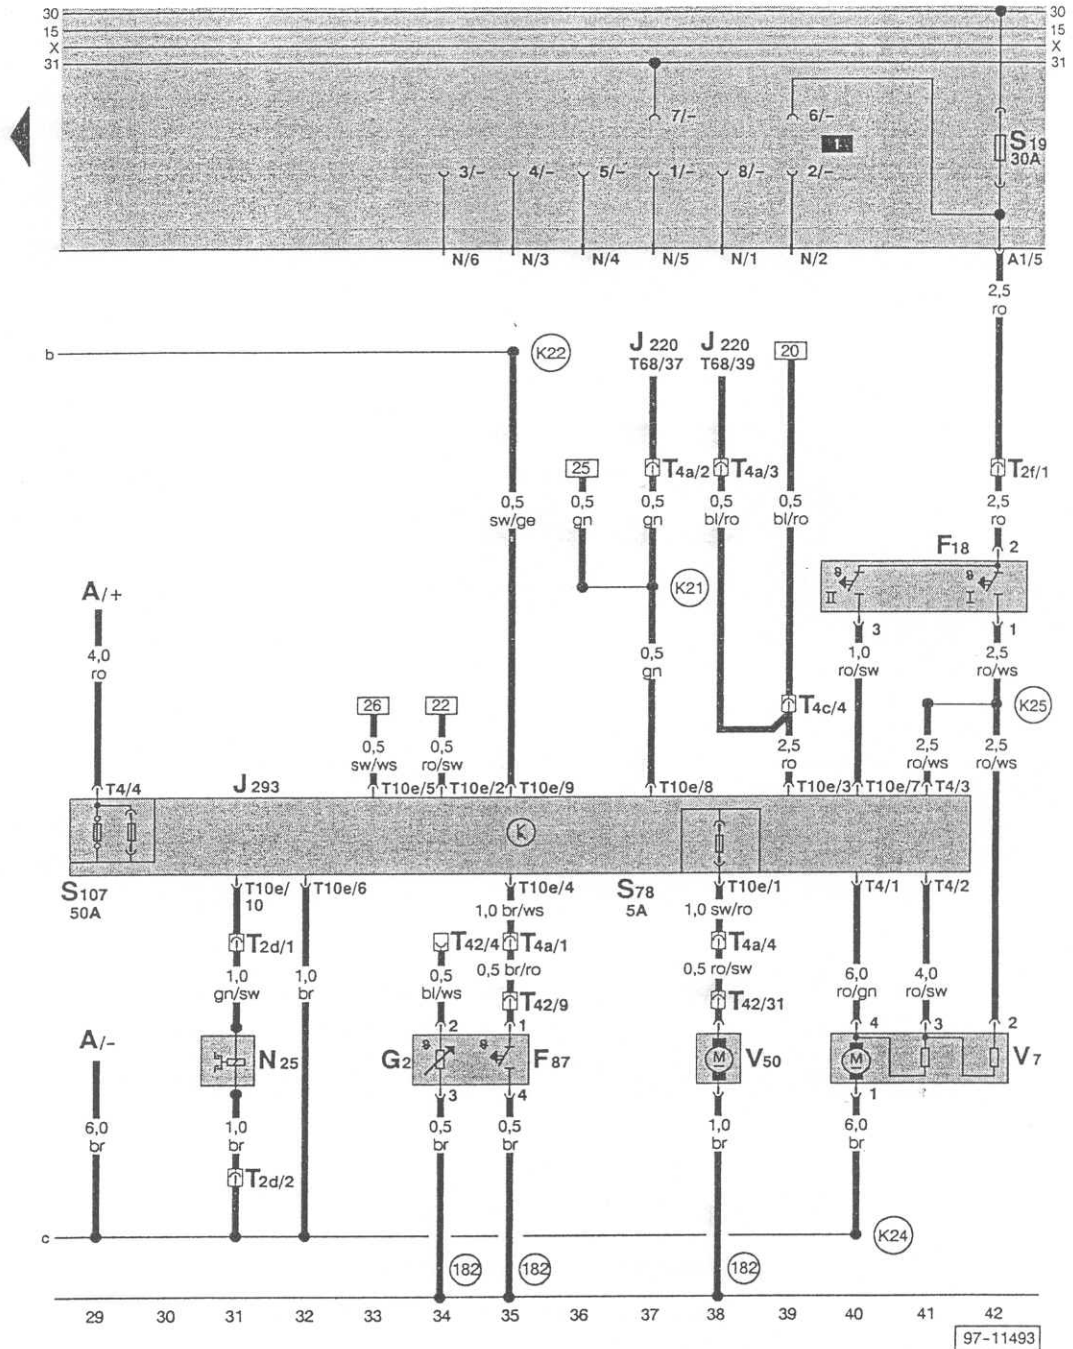 30 30
15 15
X X
31 31
7/- 6/-
1
S19
30A
3/- 4/- 5/- 1/- 8/- 2/-
N/6 N/3 N/4 N/5 N/1 N/2 A1/5
2,5
ro
b K22
J220 J220 20
T68/37 T68/39
25 T4a/2 T4a/3 T2f/1
0,5 0,5 0,5 0,5 0,5 2,5
sw/ge gn gn bl/ro bl/ro ro
F18 2
II I
A/+ K21
3 1
4,0 0,5 1,0 2,5
ro gn ro/sw ro/ws
26 22 T4c/4 K25
0,5 0,5 2,5 2,5 2,5
sw/ws ro/sw ro ro/ws ro/ws
T4/4 J293 T10e/5 T10e/2 T10e/9 T10e/8 T10e/3 T10e/7 T4/3
K
S107 T10e/10 T10e/6 T10e/4 S78 T10e/1 T4/1 T4/2
50A 5A
1,0 br/ws 1,0 sw/ro
T2d/1 T42/4 T4a/1 T4a/4
1,0 1,0 0,5 0,5 br/ro 0,5 ro/sw 6,0 4,0
gn/sw br bl/ws ro/gn ro/sw
T42/9 T42/31
2 1 4 3 2
A/- N25 G2 F87 M V50 M V7
3 4 1
6,0 1,0 0,5 0,5 1,0 6,0
br br br br br br
T2d/2
c K24
182 182 182
29 30 31 32 33 34 35 36 37 38 39 40 41 42
97-11493